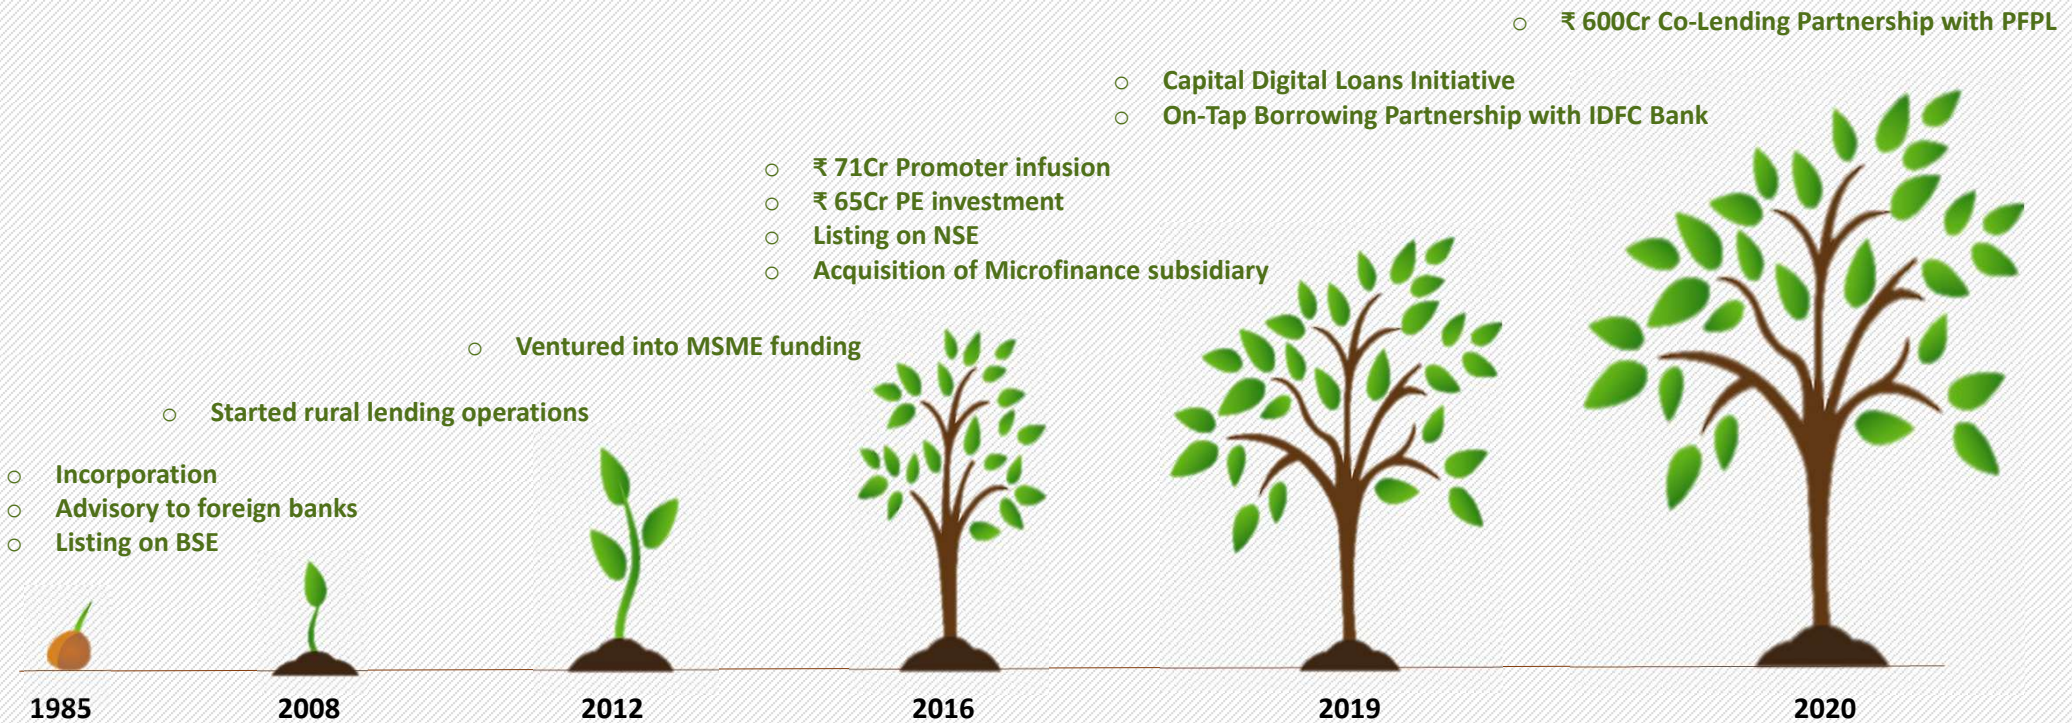 ○ ₹ 600Cr Co-Lending Partnership with PFPL
○ Capital Digital Loans Initiative
○ On-Tap Borrowing Partnership with IDFC Bank
○ ₹ 71Cr Promoter infusion
○ ₹ 65Cr PE investment
○ Listing on NSE
○ Acquisition of Microfinance subsidiary
○ Ventured into MSME funding
○ Started rural lending operations
○ Incorporation
○ Advisory to foreign banks
○ Listing on BSE
1985 2008 2012 2016 2019 2020